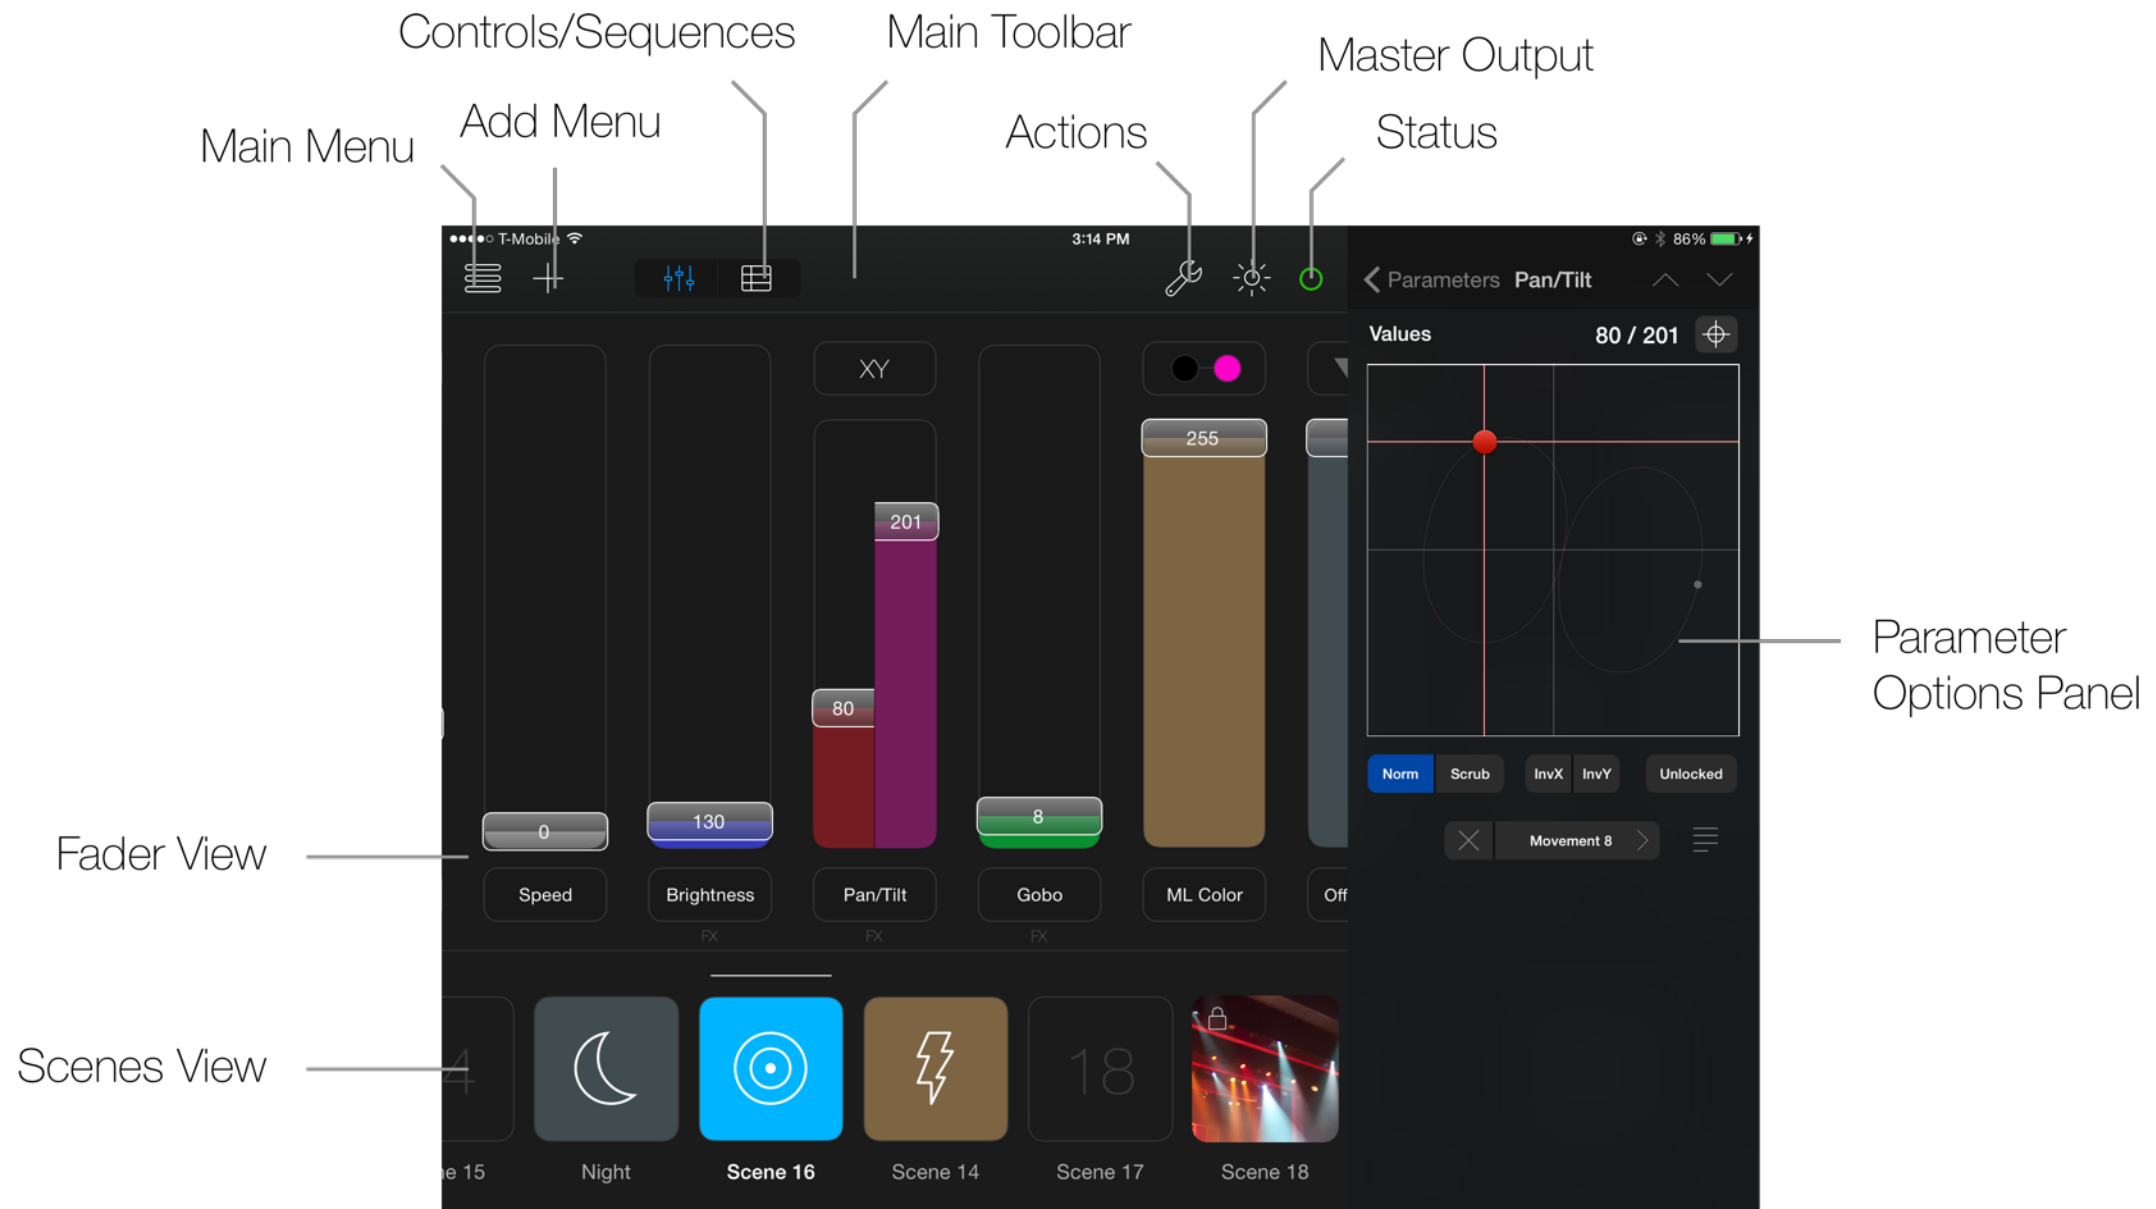 Controls/Sequences
Main Toolbar
Master Output
Add Menu
Actions
Status
Main Menu
T-Mobile
3:14 PM
86%
Parameters Pan/Tilt
Values 80 / 201
XY
255
201
80
0
130
8
Norm Scrub InvX InvY Unlocked
Movement 8
Parameter
Options Panel
Fader View
Speed Brightness Pan/Tilt Gobo ML Color Off
FX FX FX
Scenes View
4
18
ne 15 Night Scene 16 Scene 14 Scene 17 Scene 18